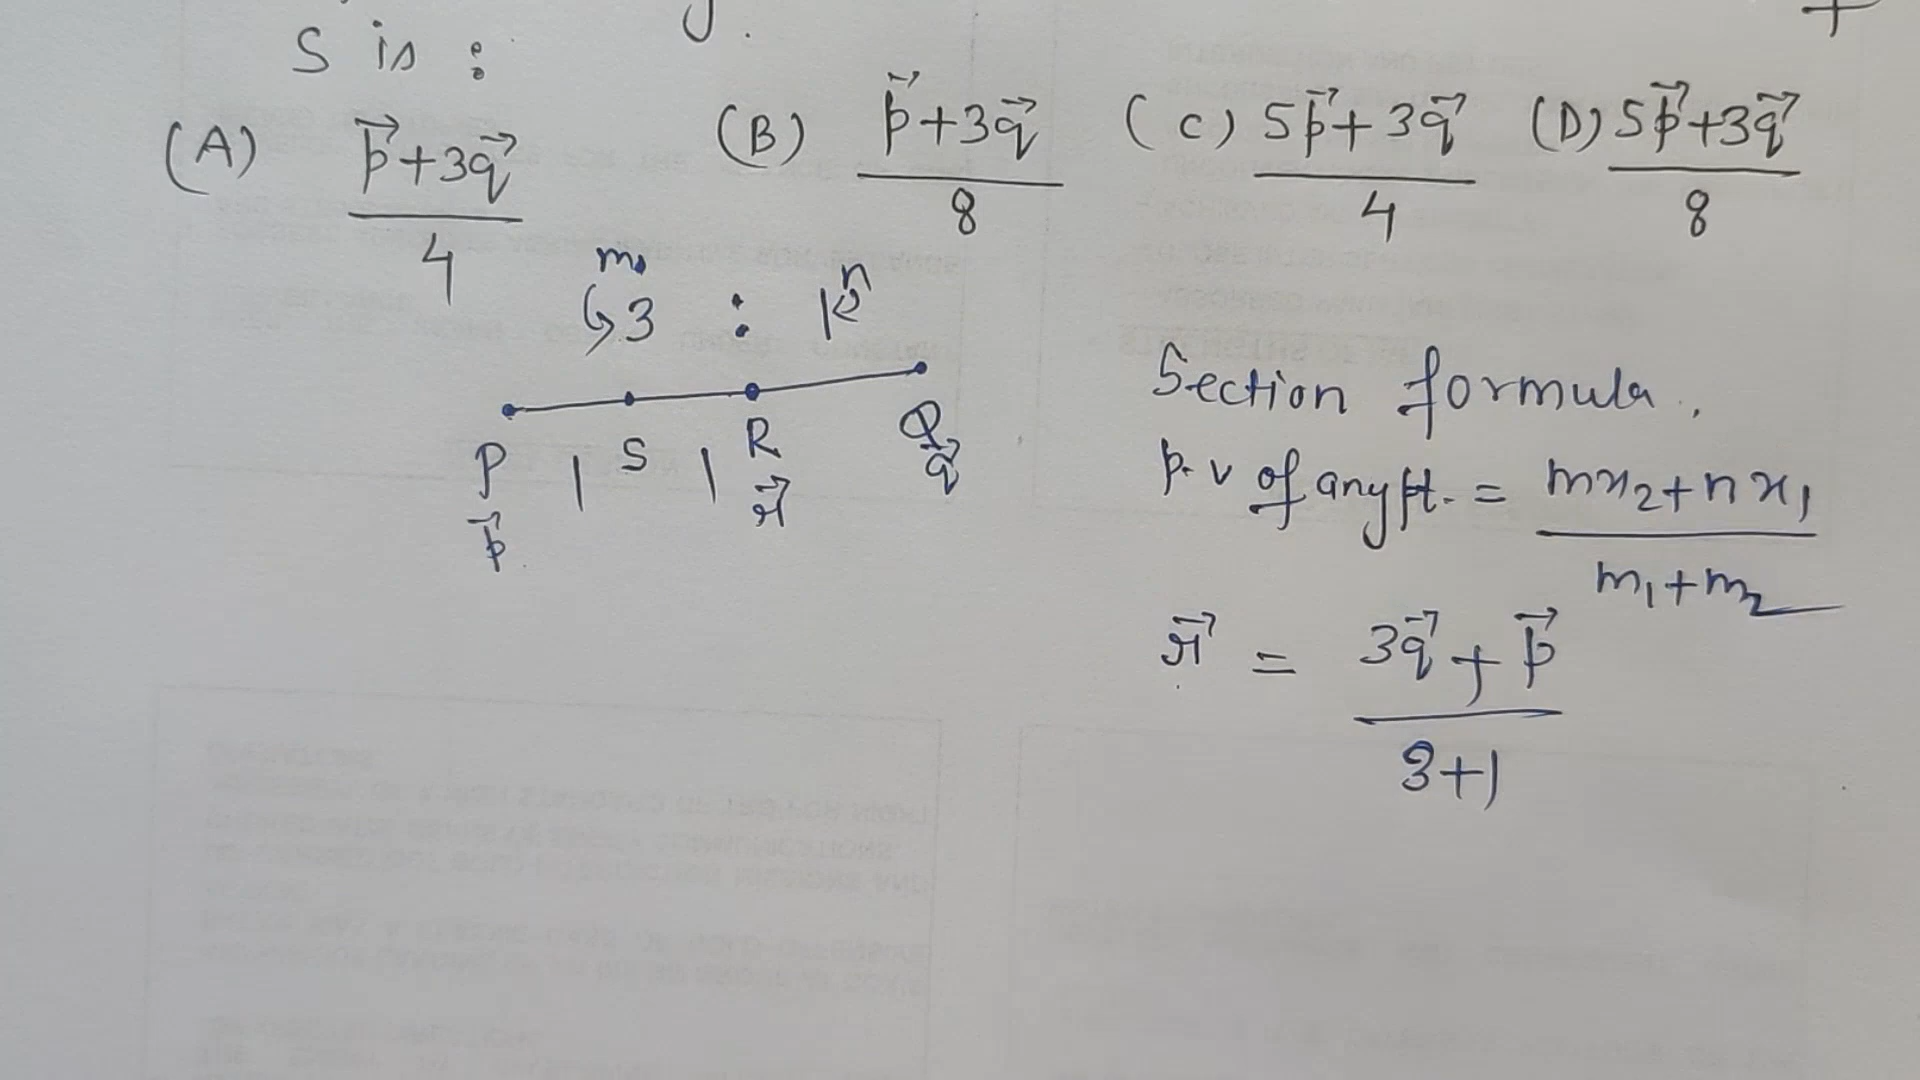 S is :
(A) p⃗+3q⃗ / 4 (B) p⃗+3q⃗ / 8 (C) 5p⃗+3q⃗ / 4 (D) 5p⃗+3q⃗ / 8
m
3 : 1 n
P | S | R Q
p⃗ r⃗ q⃗
Section formula.
p.v of any pt. = mx₂+nx₁ / m₁+m₂
r⃗ = 3q⃗ + p⃗ / 3+1